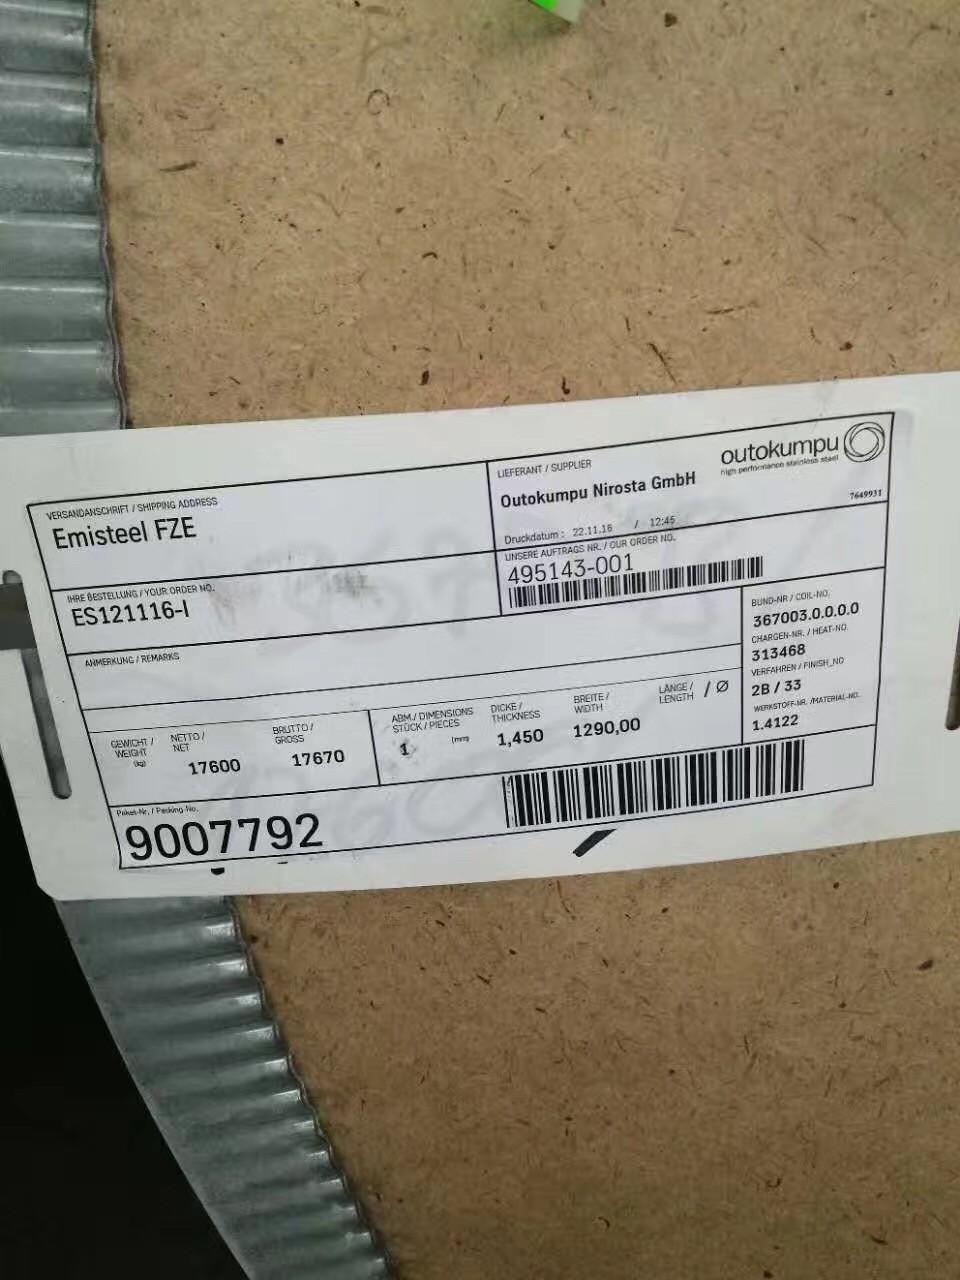 outokumpu
high performance stainless steel
VERSANDANSCHRIFT / SHIPPING ADDRESS
Emisteel FZE
LIEFERANT / SUPPLIER
Outokumpu Nirosta GmbH
7649931
Druckdatum : 22.11.16 / 12:45
IHRE BESTELLUNG / YOUR ORDER NO.
ES121116-I
UNSERE AUFTRAGS NR. / OUR ORDER NO.
495143-001
ANMERKUNG / REMARKS
BUND-NR / COIL-NO.
367003.0.0.0.0
CHARGEN-NR. / HEAT-NO.
313468
VERFAHREN / FINISH_NO
2B / 33
WERKSTOFF-NR. /MATERIAL-NO.
1.4122
GEWICHT /
WEIGHT
(kg)
NETTO /
NET
17600
BRUTTO /
GROSS
17670
ABM./ DIMENSIONS
STÜCK / PIECES
1
(mm)
DICKE /
THICKNESS
1,450
BREITE /
WIDTH
1290,00
LÄNGE /
LENGTH
/ Ø
Paket-Nr. / Packing-No.
9007792